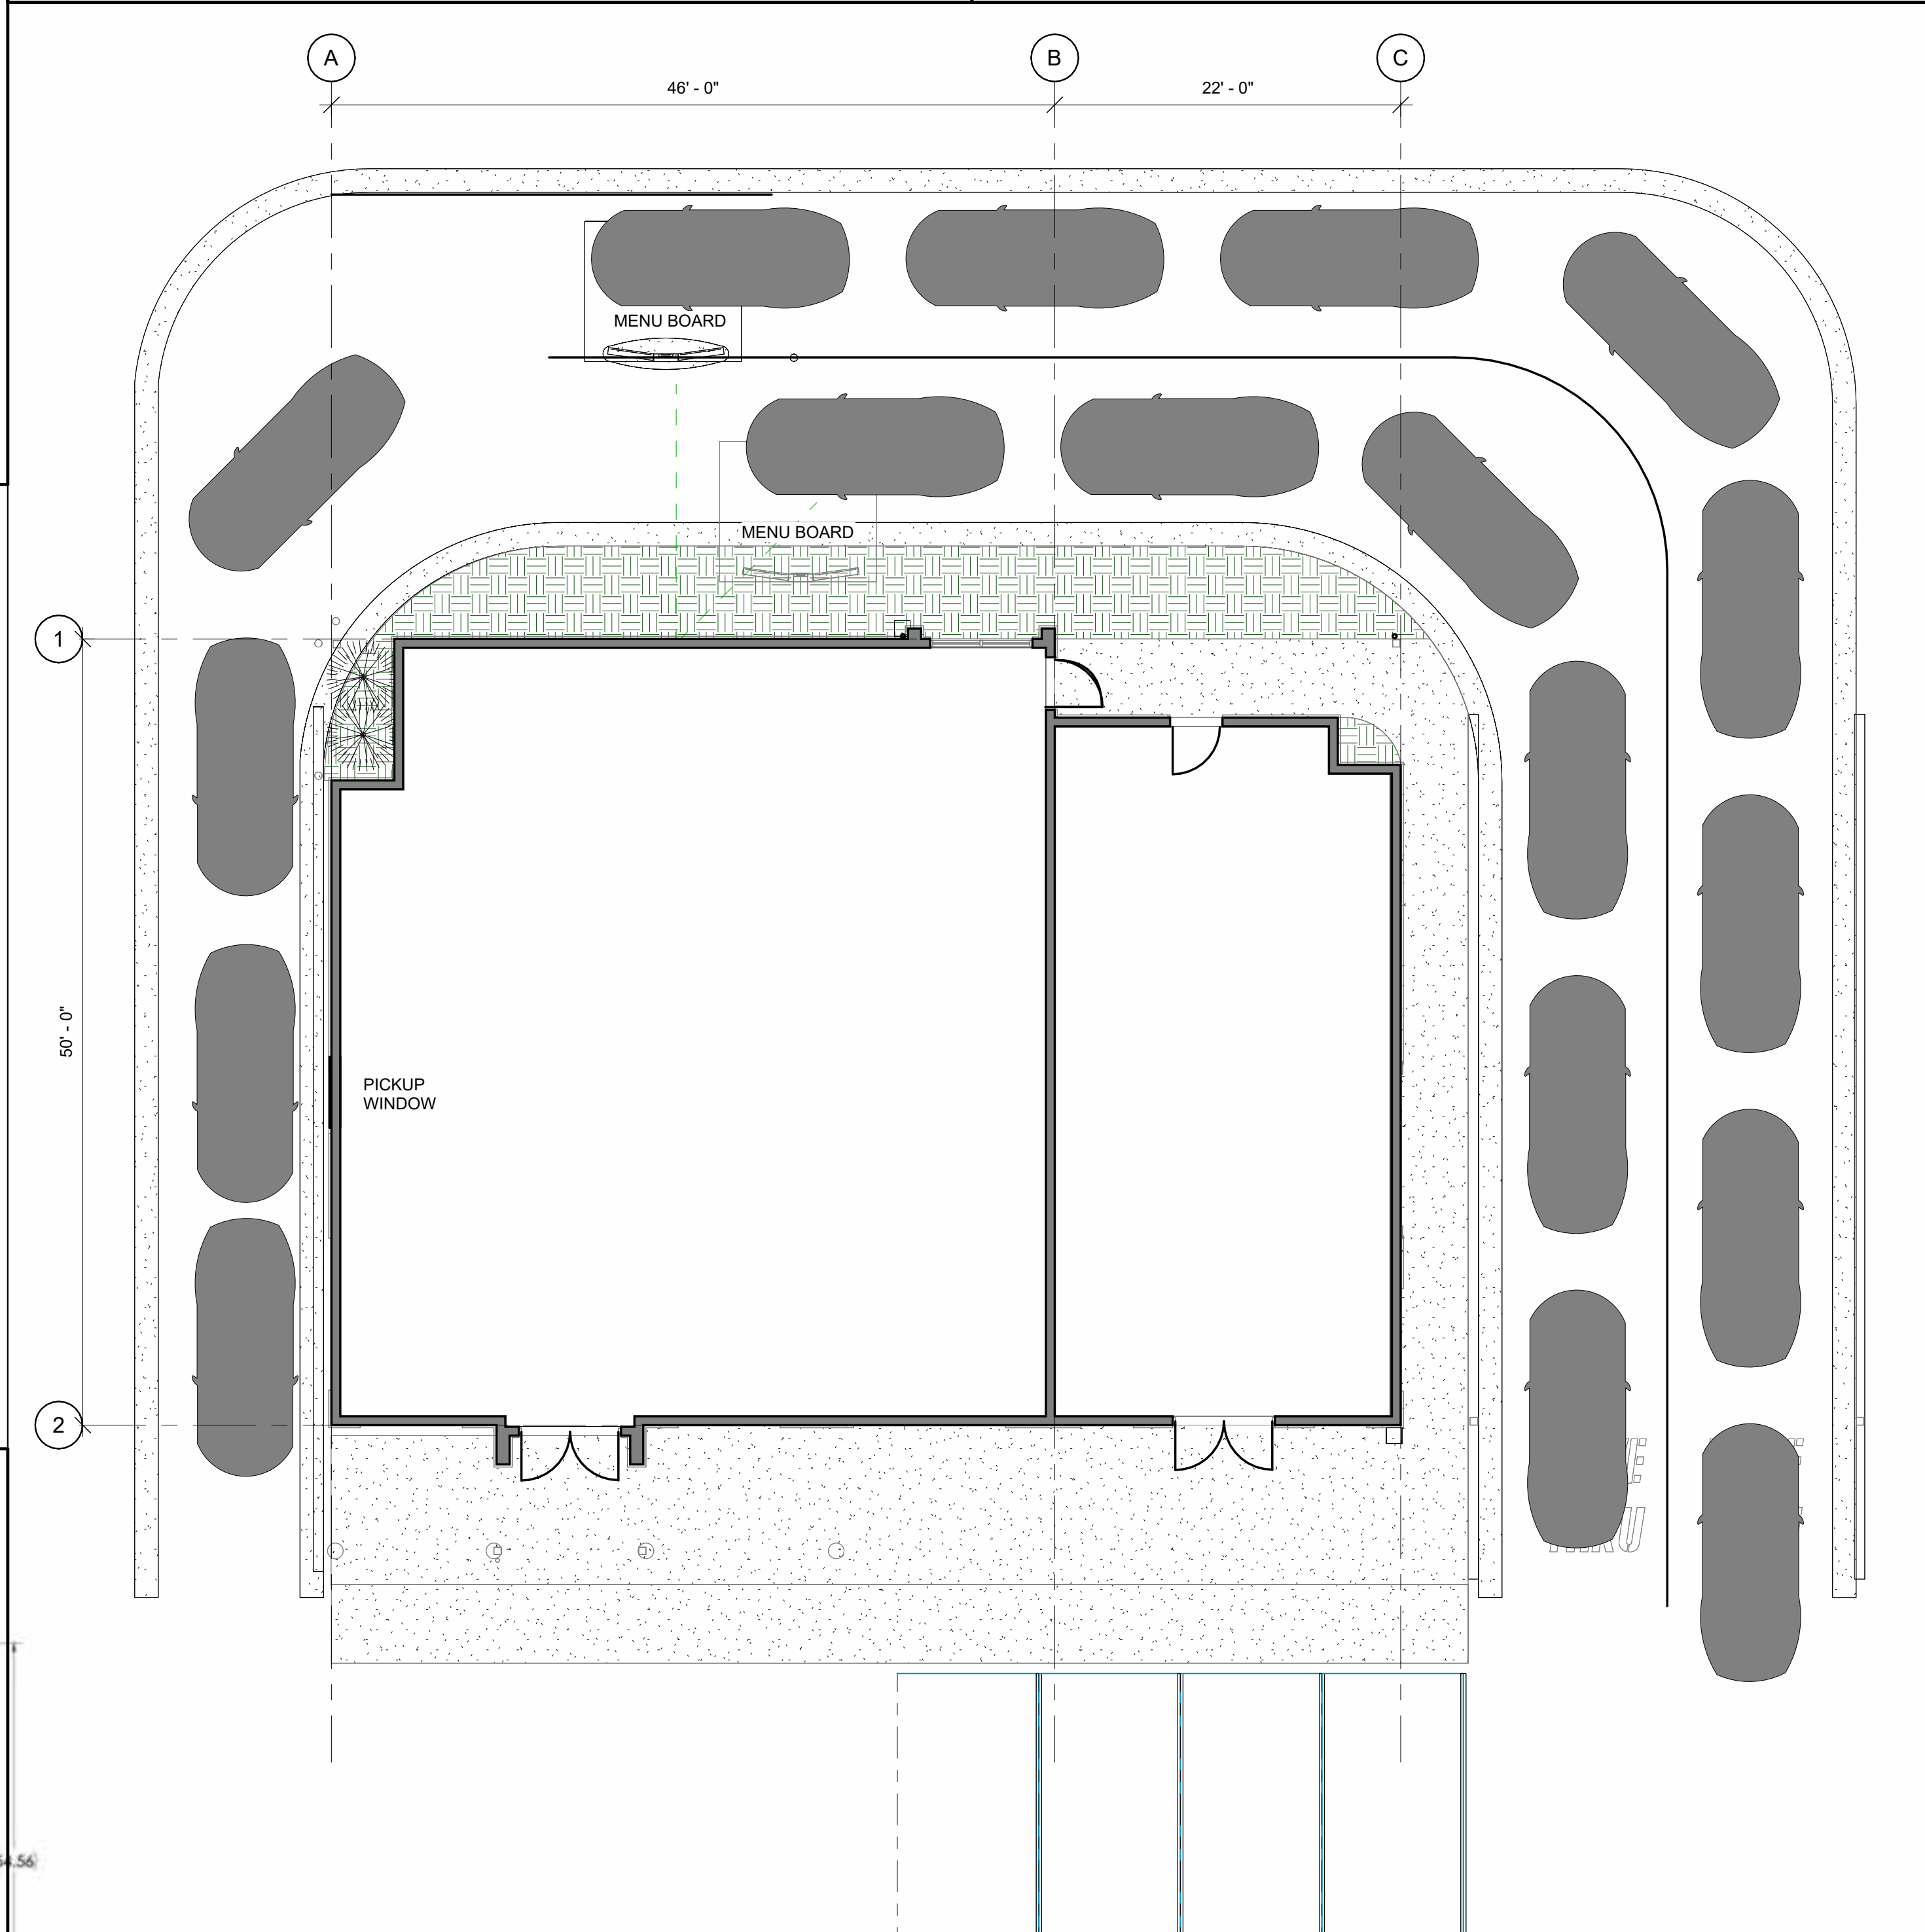 A
B
C
46' - 0"
22' - 0"
MENU BOARD
MENU BOARD
1
50' - 0"
PICKUP
WINDOW
2